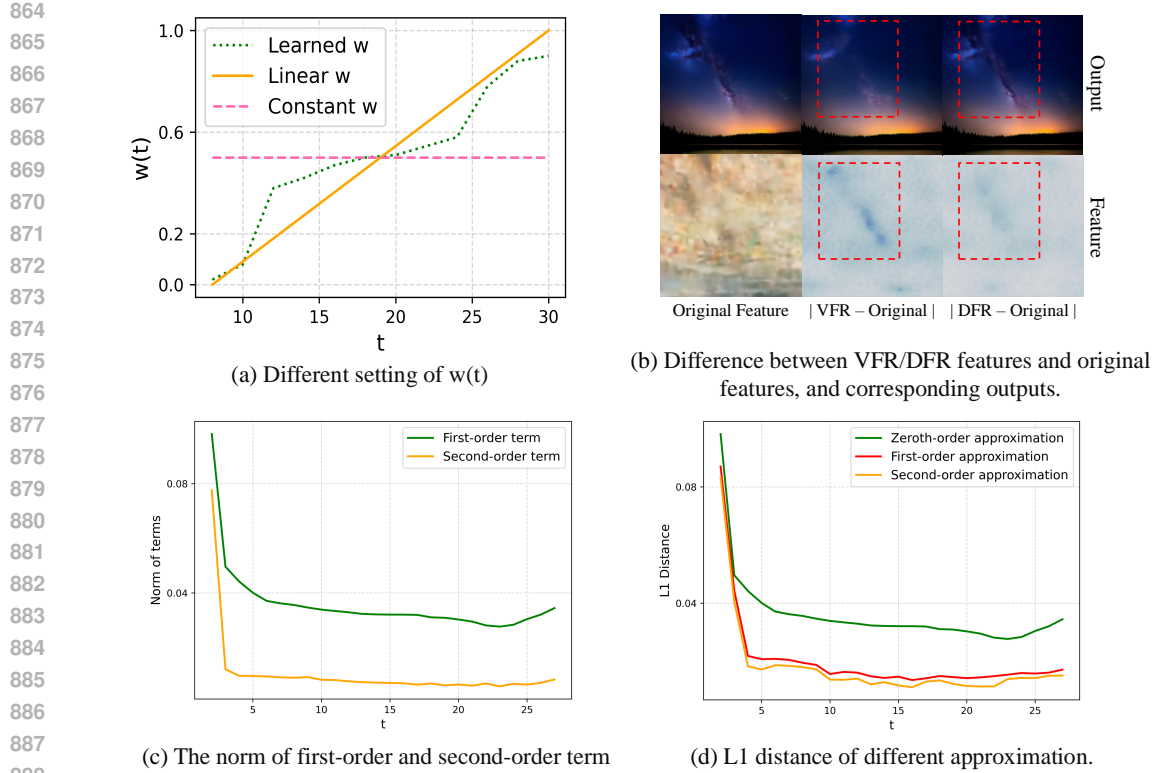 864
865
866
867
868
869
870
871
872
873
874
875
876
877
878
879
880
881
882
883
884
885
886
887
1.0
0.6
0.2
0.0
w(t)
Learned w
Linear w
Constant w
10 15 20 25 30
t
(a) Different setting of w(t)
Output
Feature
Original Feature | VFR – Original | | DFR – Original |
(b) Difference between VFR/DFR features and original
features, and corresponding outputs.
First-order term
Second-order term
0.08
0.04
Norm of terms
5 10 15 20 25
t
(c) The norm of first-order and second-order term
Zeroth-order approximation
First-order approximation
Second-order approximation
0.08
0.04
L1 Distance
5 10 15 20 25
t
(d) L1 distance of different approximation.